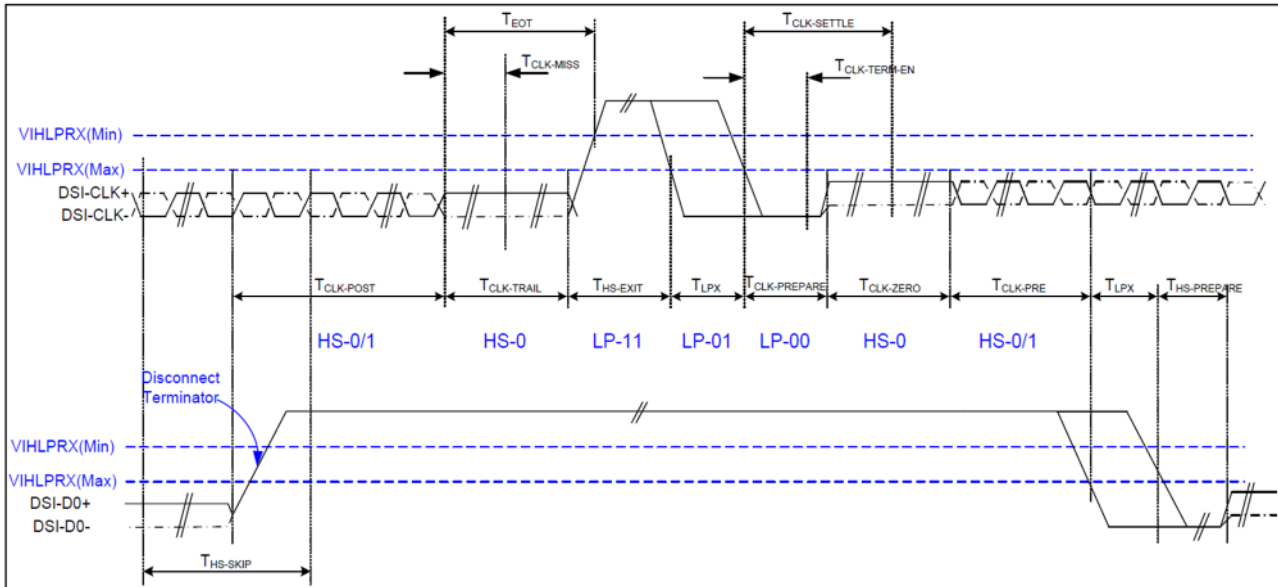 TEOT
TCLK-SETTLE
TCLK-MISS
TCLK-TERM-EN
VIHLPRX(Min)
VIHLPRX(Max)
DSI-CLK+
DSI-CLK-
TCLK-POST
TCLK-TRAIL
THS-EXIT
TLPX
TCLK-PREPARE
TCLK-ZERO
TCLK-PRE
TLPX
THS-PREPARE
HS-0/1
HS-0
LP-11
LP-01
LP-00
HS-0
HS-0/1
Disconnect
Terminator
VIHLPRX(Min)
VIHLPRX(Max)
DSI-D0+
DSI-D0-
THS-SKIP